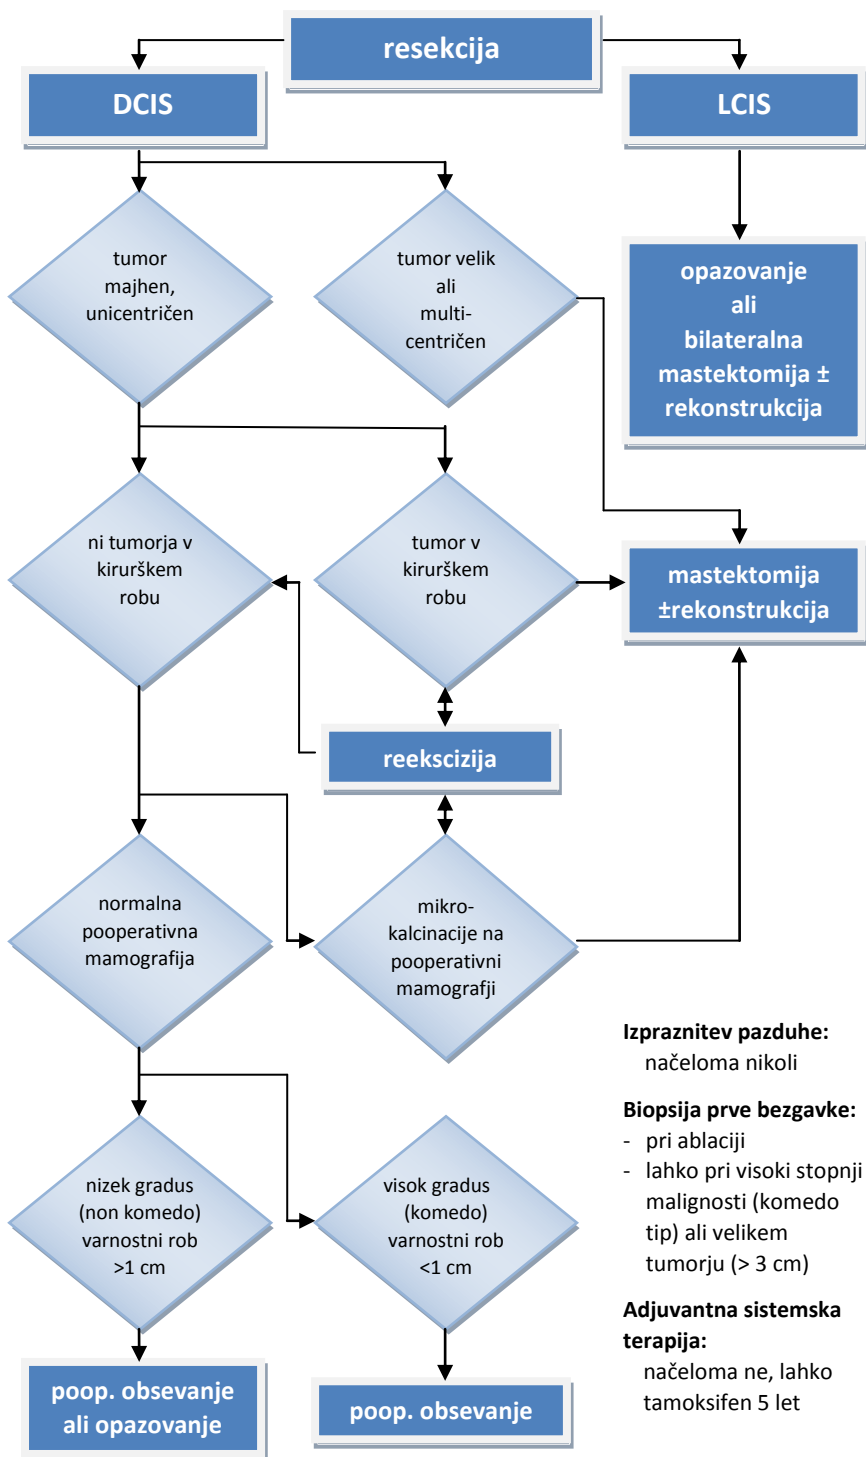 resekcija
DCIS
LCIS
tumor
majhen,
unicentričen
tumor velik
ali
multi-
centričen
opazovanje
ali
bilateralna
mastektomija ±
rekonstrukcija
ni tumorja v
kirurškem
robu
tumor v
kirurškem
robu
mastektomija
±rekonstrukcija
reekscizija
normalna
pooperativna
mamografija
mikro-
kalcinacije na
pooperativni
mamografji
nizek gradus
(non komedo)
varnostni rob
>1 cm
visok gradus
(komedo)
varnostni rob
<1 cm
poop. obsevanje
ali opazovanje
poop. obsevanje
Izpraznitev pazduhe:
načeloma nikoli
Biopsija prve bezgavke:
- pri ablaciji
- lahko pri visoki stopnji
malignosti (komedo
tip) ali velikem
tumorju (> 3 cm)
Adjuvantna sistemska
terapija:
načeloma ne, lahko
tamoksifen 5 let